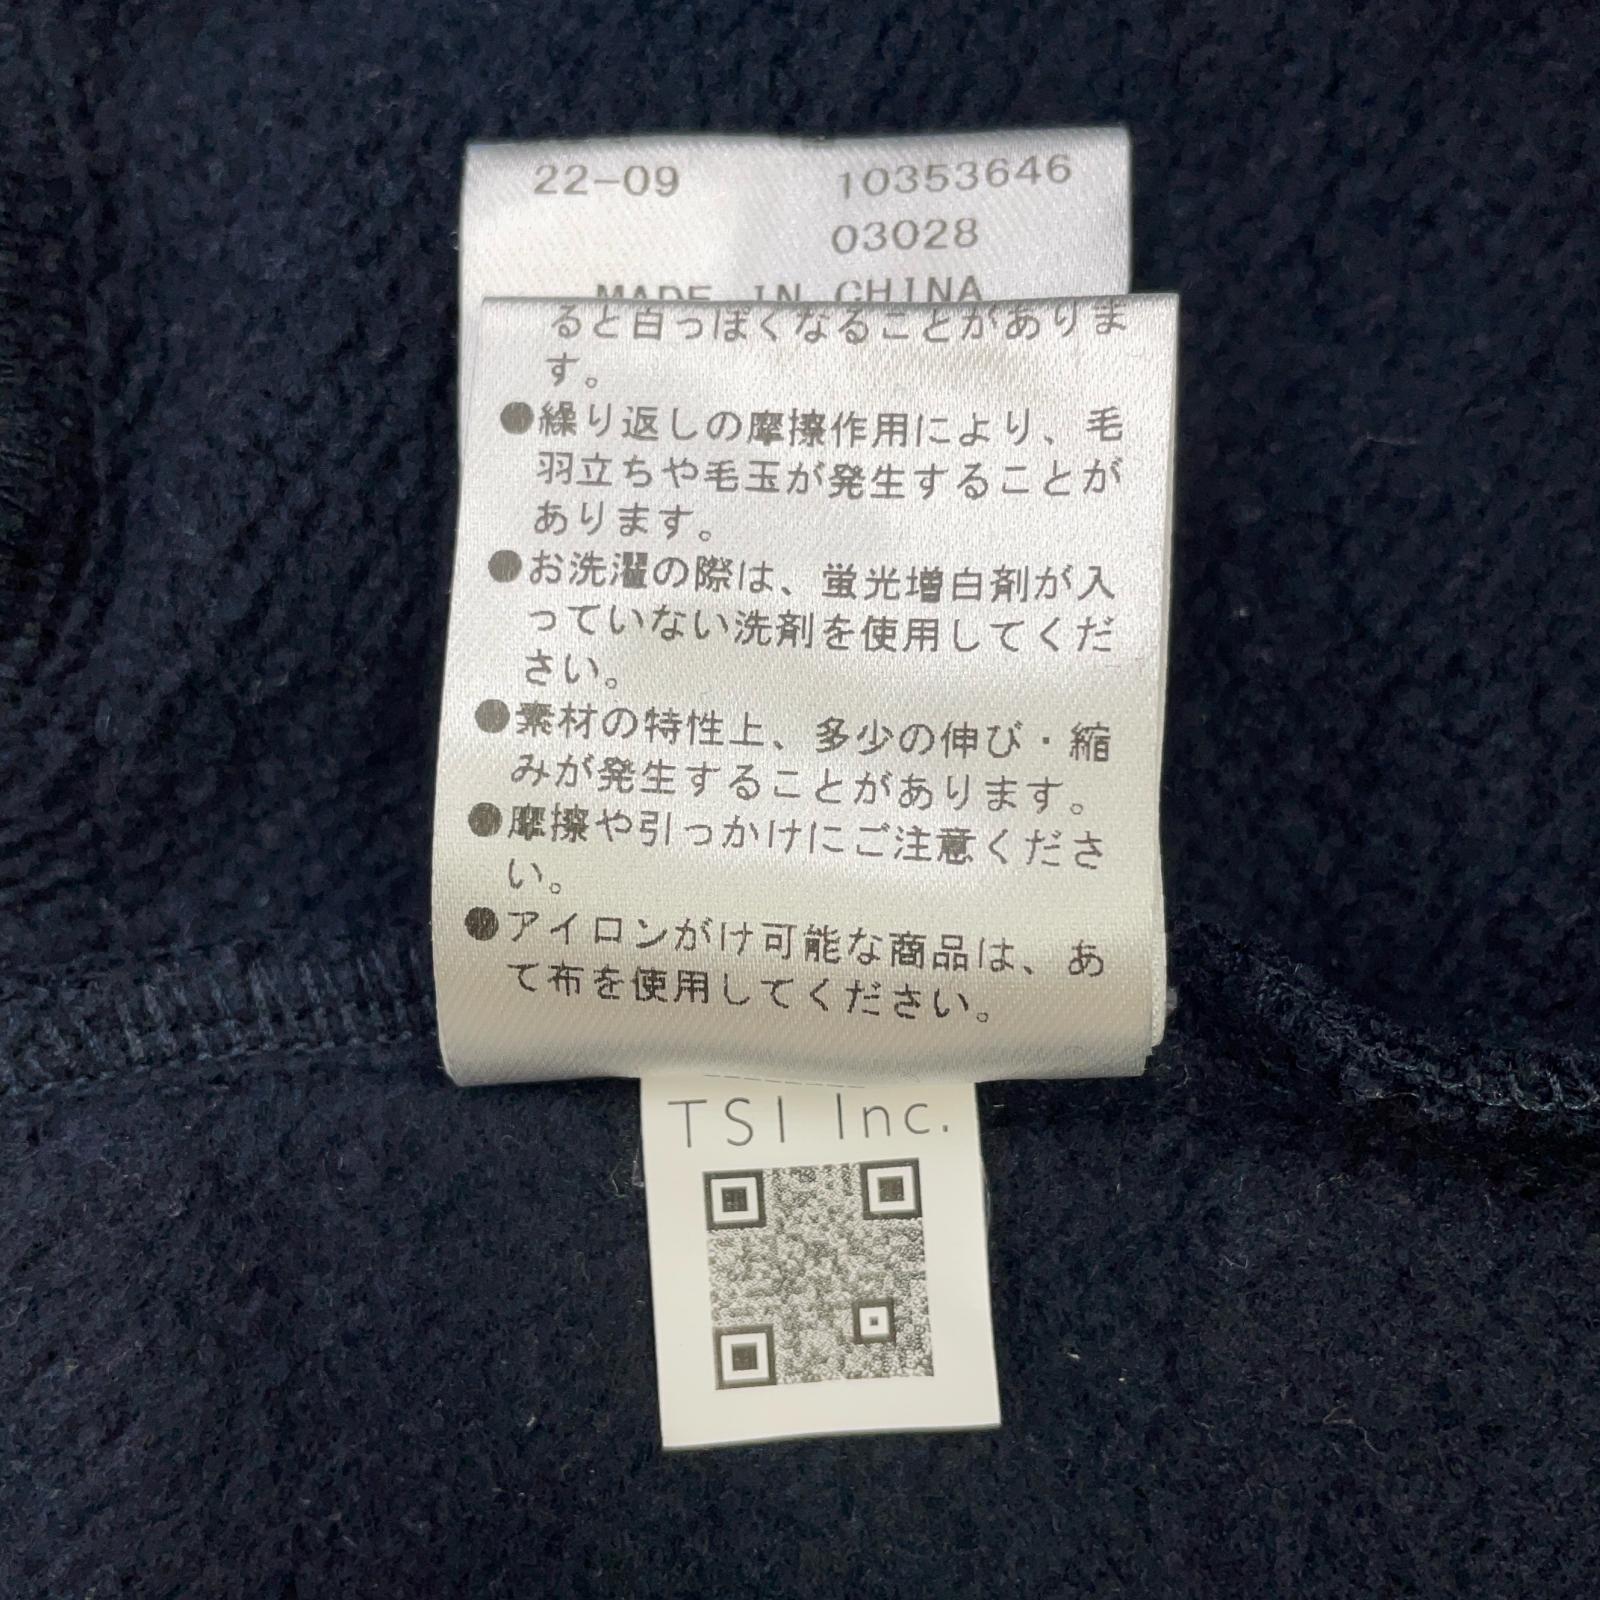 22-09 10353646
03028
MADE IN CHINA
ると白っぽくなることがありま
す。
●繰り返しの摩擦作用により、毛
羽立ちや毛玉が発生することが
あります。
●お洗濯の際は、蛍光増白剤が入
っていない洗剤を使用してくだ
さい。
●素材の特性上、多少の伸び・縮
みが発生することがあります。
●摩擦や引っかけにご注意くださ
い。
●アイロンがけ可能な商品は、あ
て布を使用してください。
TSI Inc.